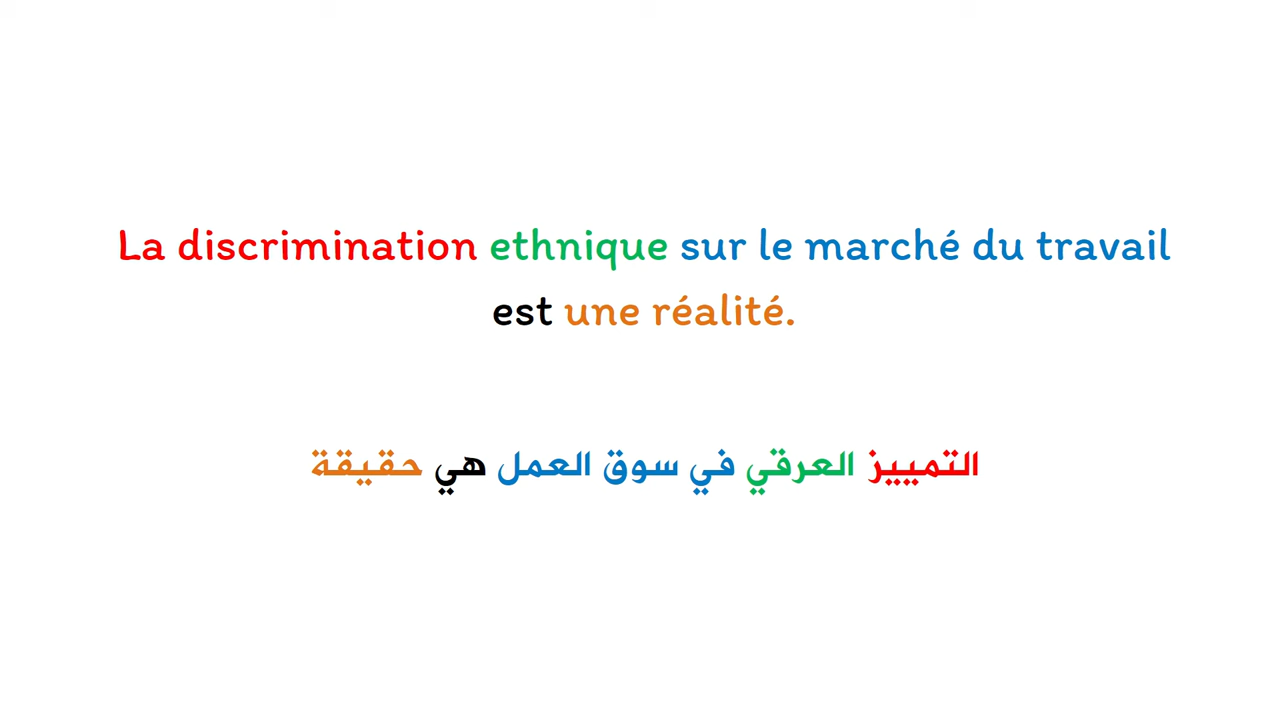 La discrimination ethnique sur le marché du travail
est une réalité.
التمييز العرقي في سوق العمل هي حقيقة